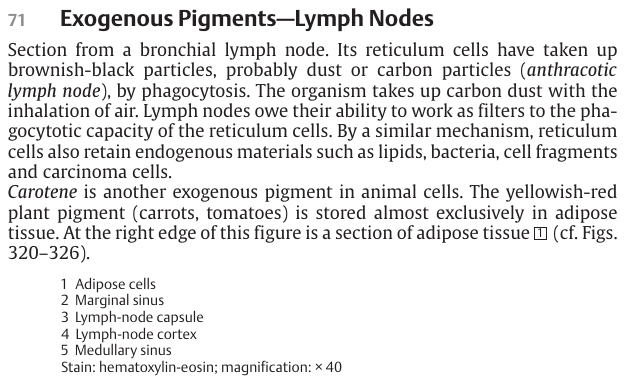 71 Exogenous Pigments—Lymph Nodes
Section from a bronchial lymph node. Its reticulum cells have taken up
brownish-black particles, probably dust or carbon particles (anthracotic
lymph node), by phagocytosis. The organism takes up carbon dust with the
inhalation of air. Lymph nodes owe their ability to work as filters to the pha-
gocytotic capacity of the reticulum cells. By a similar mechanism, reticulum
cells also retain endogenous materials such as lipids, bacteria, cell fragments
and carcinoma cells.
Carotene is another exogenous pigment in animal cells. The yellowish-red
plant pigment (carrots, tomatoes) is stored almost exclusively in adipose
tissue. At the right edge of this figure is a section of adipose tissue 1 (cf. Figs.
320–326).
1 Adipose cells
2 Marginal sinus
3 Lymph-node capsule
4 Lymph-node cortex
5 Medullary sinus
Stain: hematoxylin-eosin; magnification: × 40